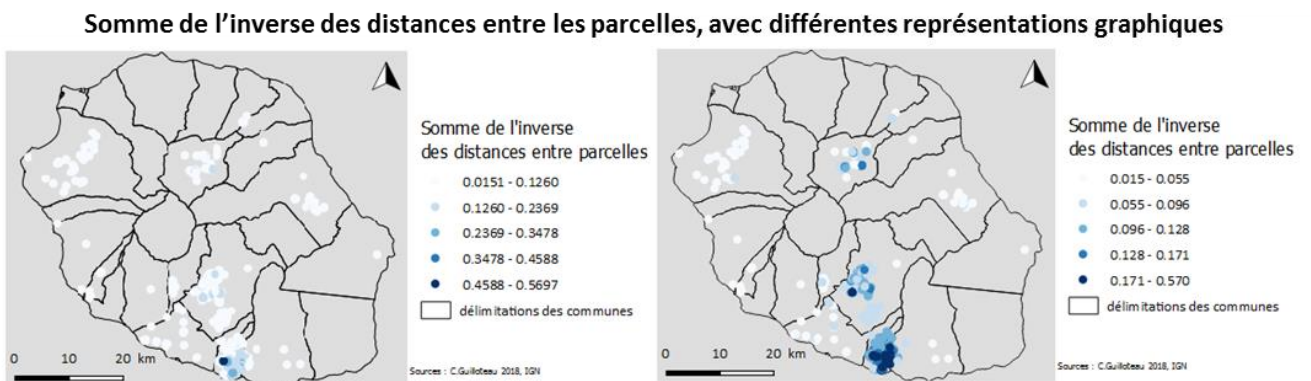 Somme de l’inverse des distances entre les parcelles, avec différentes représentations graphiques
Somme de l'inverse
des distances entre parcelles
0.0151 - 0.1260
0.1260 - 0.2369
0.2369 - 0.3478
0.3478 - 0.4588
0.4588 - 0.5697
délimitations des communes
0 10 20 km
Sources : C.Guilloteau 2018, IGN
Somme de l'inverse
des distances entre parcelles
0.015 - 0.055
0.055 - 0.096
0.096 - 0.128
0.128 - 0.171
0.171 - 0.570
délimitations des communes
0 10 20 km
Sources : C.Guilloteau 2018, IGN